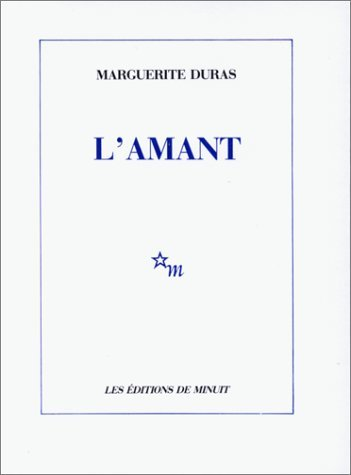 MARGUERITE DURAS
L'AMANT
m
LES ÉDITIONS DE MINUIT